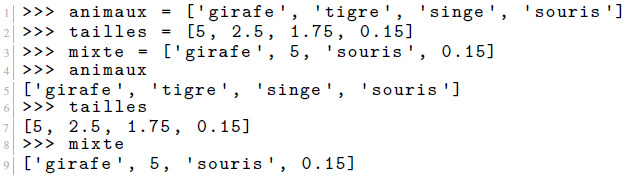 1 >>> animaux = ['girafe', 'tigre', 'singe', 'souris']
2 >>> tailles = [5, 2.5, 1.75, 0.15]
3 >>> mixte = ['girafe', 5, 'souris', 0.15]
4 >>> animaux
5 ['girafe', 'tigre', 'singe', 'souris']
6 >>> tailles
7 [5, 2.5, 1.75, 0.15]
8 >>> mixte
9 ['girafe', 5, 'souris', 0.15]